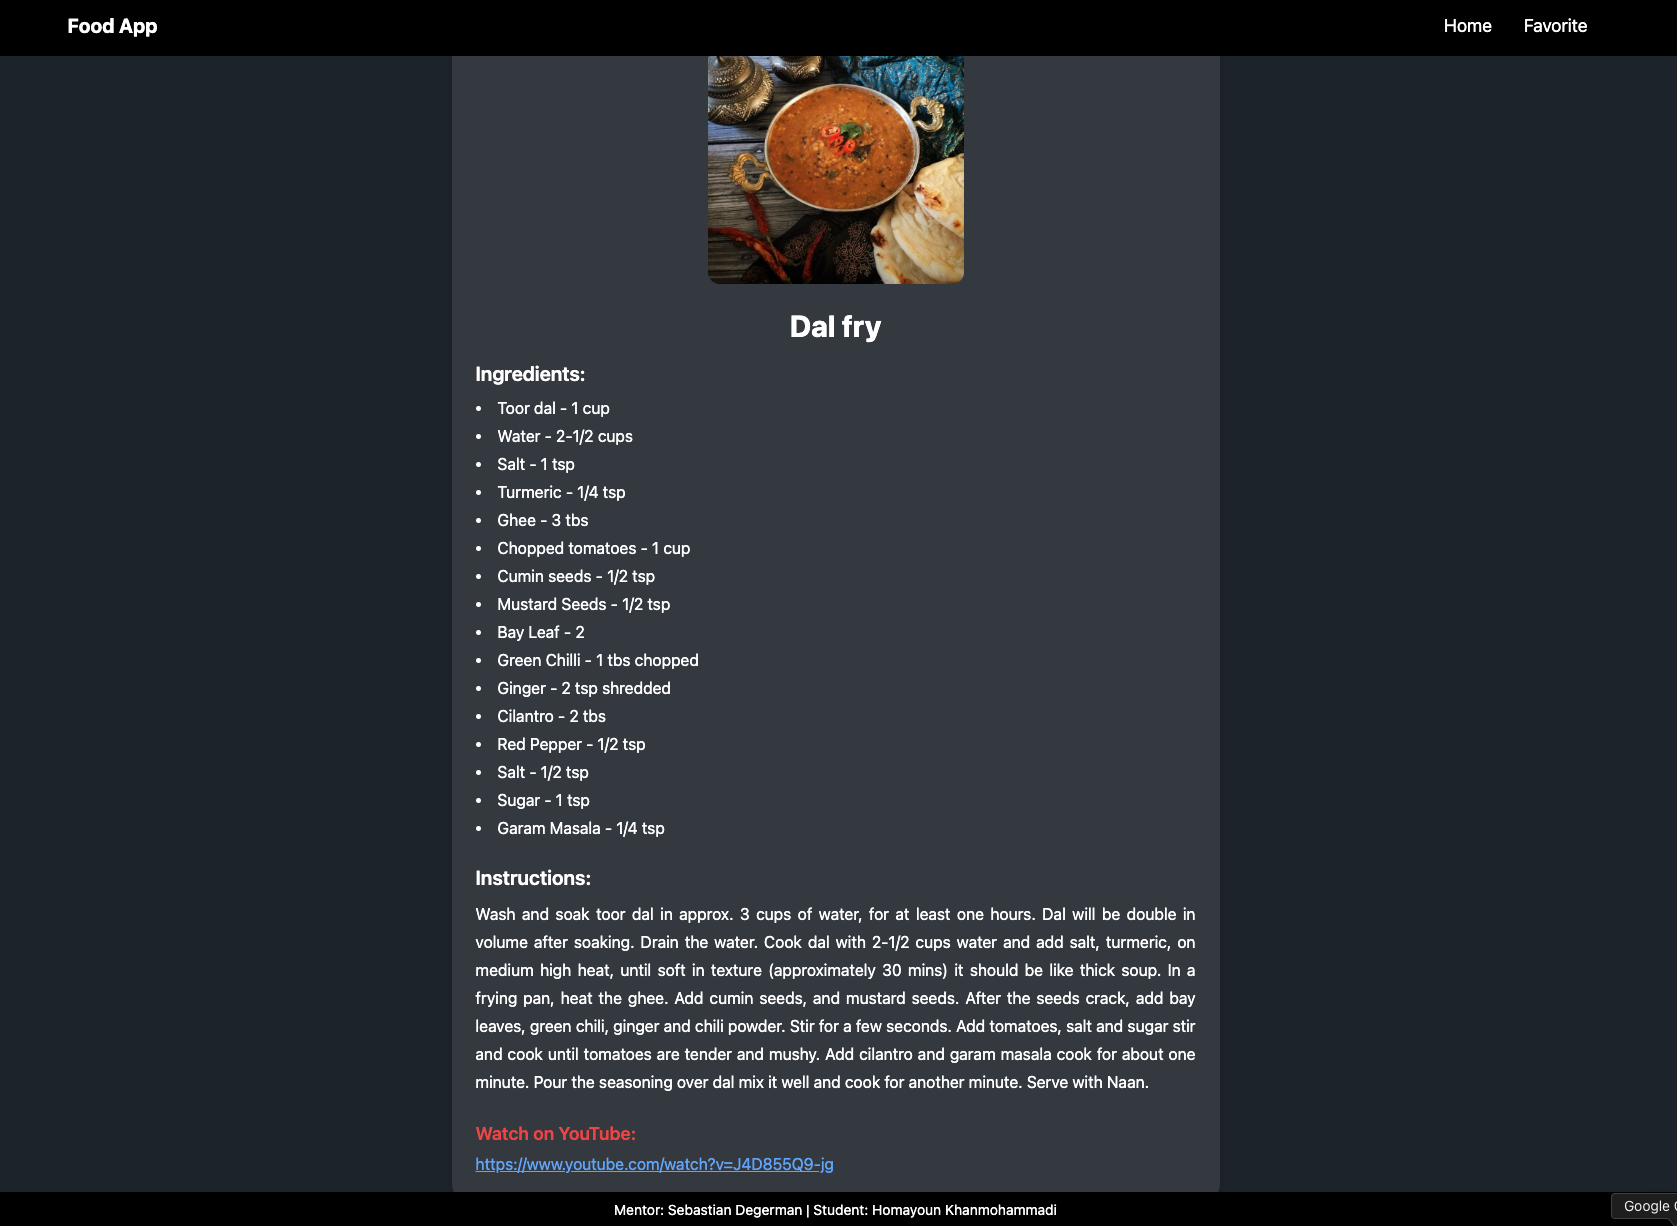 Food App
Home
Favorite
Dal fry
Ingredients:
• Toor dal - 1 cup
• Water - 2-1/2 cups
• Salt - 1 tsp
• Turmeric - 1/4 tsp
• Ghee - 3 tbs
• Chopped tomatoes - 1 cup
• Cumin seeds - 1/2 tsp
• Mustard Seeds - 1/2 tsp
• Bay Leaf - 2
• Green Chilli - 1 tbs chopped
• Ginger - 2 tsp shredded
• Cilantro - 2 tbs
• Red Pepper - 1/2 tsp
• Salt - 1/2 tsp
• Sugar - 1 tsp
• Garam Masala - 1/4 tsp
Instructions:
Wash and soak toor dal in approx. 3 cups of water, for at least one hours. Dal will be double in
volume after soaking. Drain the water. Cook dal with 2-1/2 cups water and add salt, turmeric, on
medium high heat, until soft in texture (approximately 30 mins) it should be like thick soup. In a
frying pan, heat the ghee. Add cumin seeds, and mustard seeds. After the seeds crack, add bay
leaves, green chili, ginger and chili powder. Stir for a few seconds. Add tomatoes, salt and sugar stir
and cook until tomatoes are tender and mushy. Add cilantro and garam masala cook for about one
minute. Pour the seasoning over dal mix it well and cook for another minute. Serve with Naan.
Watch on YouTube:
https://www.youtube.com/watch?v=J4D855Q9-jg
Mentor: Sebastian Degerman | Student: Homayoun Khanmohammadi
Google